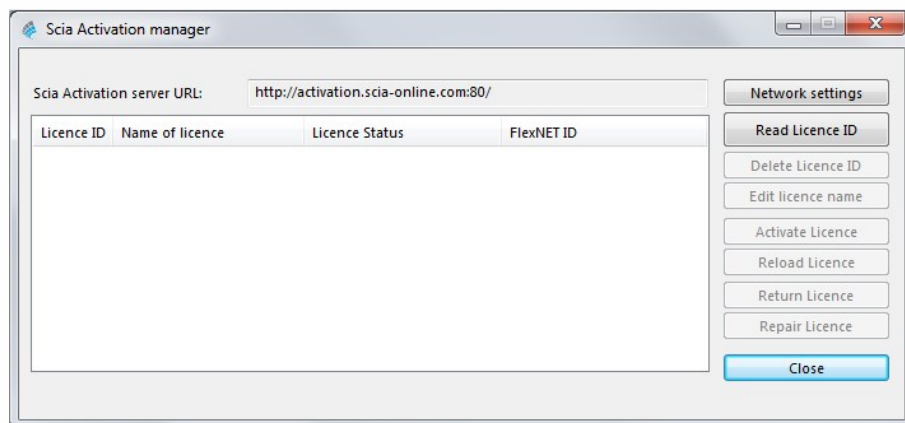 Scia Activation manager
Scia Activation server URL: http://activation.scia-online.com:80/ Network settings
Licence ID Name of licence Licence Status FlexNET ID Read Licence ID
Delete Licence ID
Edit licence name
Activate Licence
Reload Licence
Return Licence
Repair Licence
Close